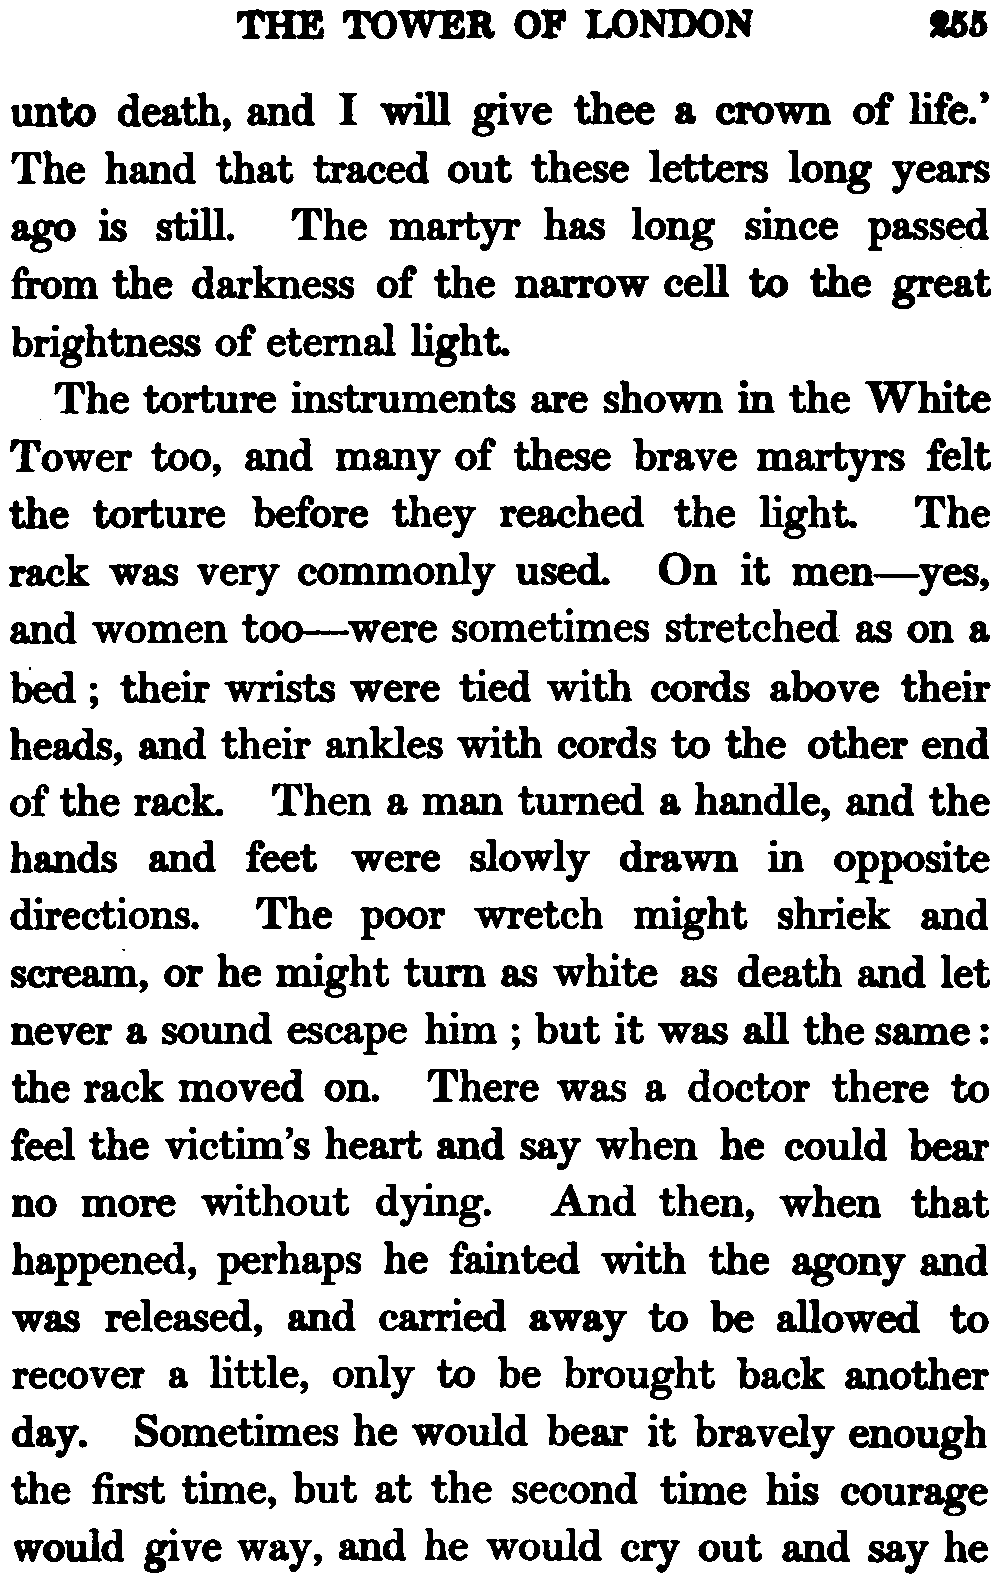 THE TOWER OF LONDON 255
unto death, and I will give thee a crown of life.'
The hand that traced out these letters long years
ago is still. The martyr has long since passed
from the darkness of the narrow cell to the great
brightness of eternal light.
The torture instruments are shown in the White
Tower too, and many of these brave martyrs felt
the torture before they reached the light. The
rack was very commonly used. On it men—yes,
and women too—were sometimes stretched as on a
bed ; their wrists were tied with cords above their
heads, and their ankles with cords to the other end
of the rack. Then a man turned a handle, and the
hands and feet were slowly drawn in opposite
directions. The poor wretch might shriek and
scream, or he might turn as white as death and let
never a sound escape him ; but it was all the same :
the rack moved on. There was a doctor there to
feel the victim's heart and say when he could bear
no more without dying. And then, when that
happened, perhaps he fainted with the agony and
was released, and carried away to be allowed to
recover a little, only to be brought back another
day. Sometimes he would bear it bravely enough
the first time, but at the second time his courage
would give way, and he would cry out and say he